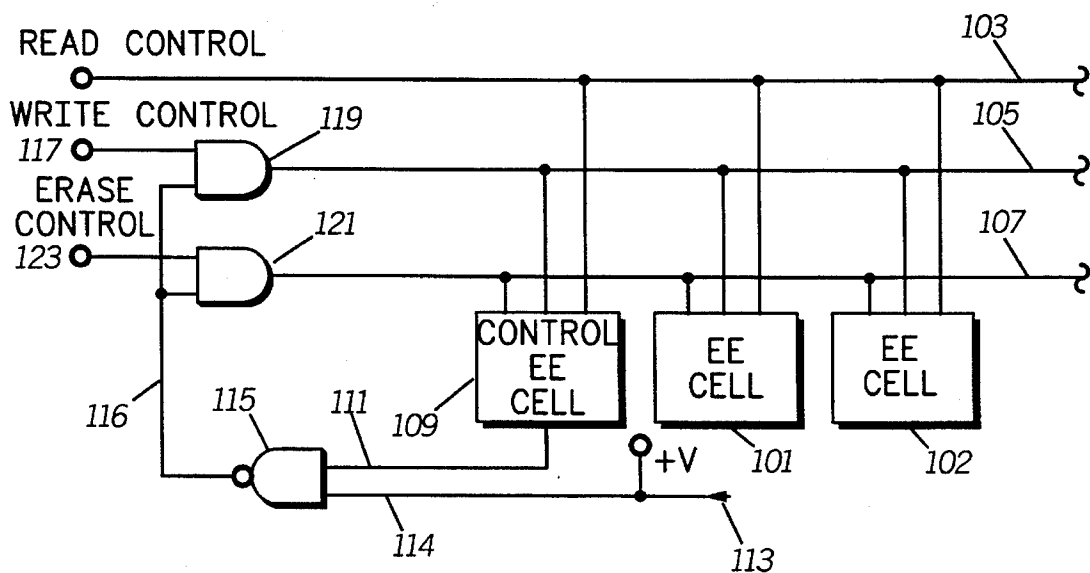 READ CONTROL
103
WRITE CONTROL
119
105
117
ERASE
CONTROL
121
107
123
CONTROL
EE
CELL
EE
CELL
EE
CELL
116
115
111
109
+V
101
102
114
113